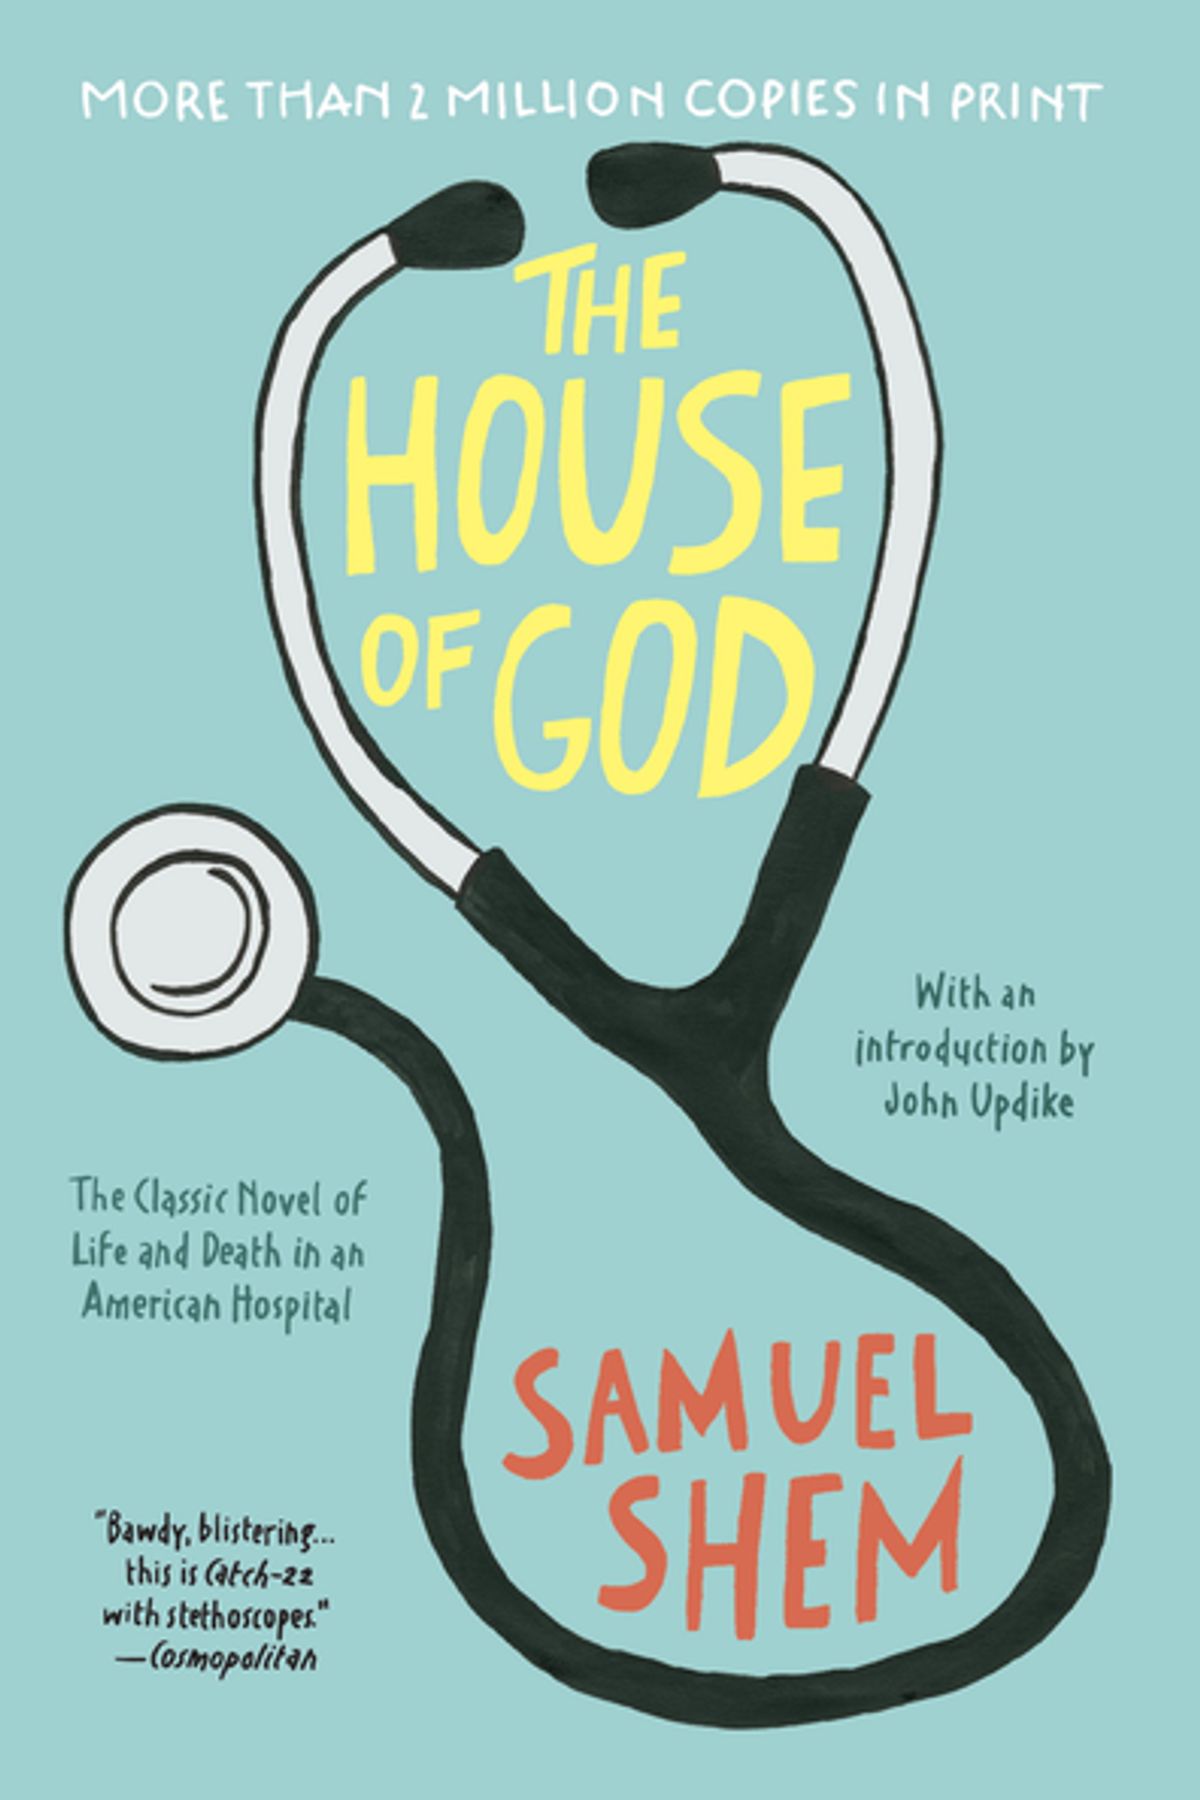 MORE THAN 2 MILLION COPIES IN PRINT
THE
HOUSE
OF GOD
With an
introduction by
John Updike
The Classic Novel of
Life and Death in an
American Hospital
SAMUEL
SHEM
"Bawdy, blistering...
this is Catch-22
with stethoscopes."
—Cosmopolitan